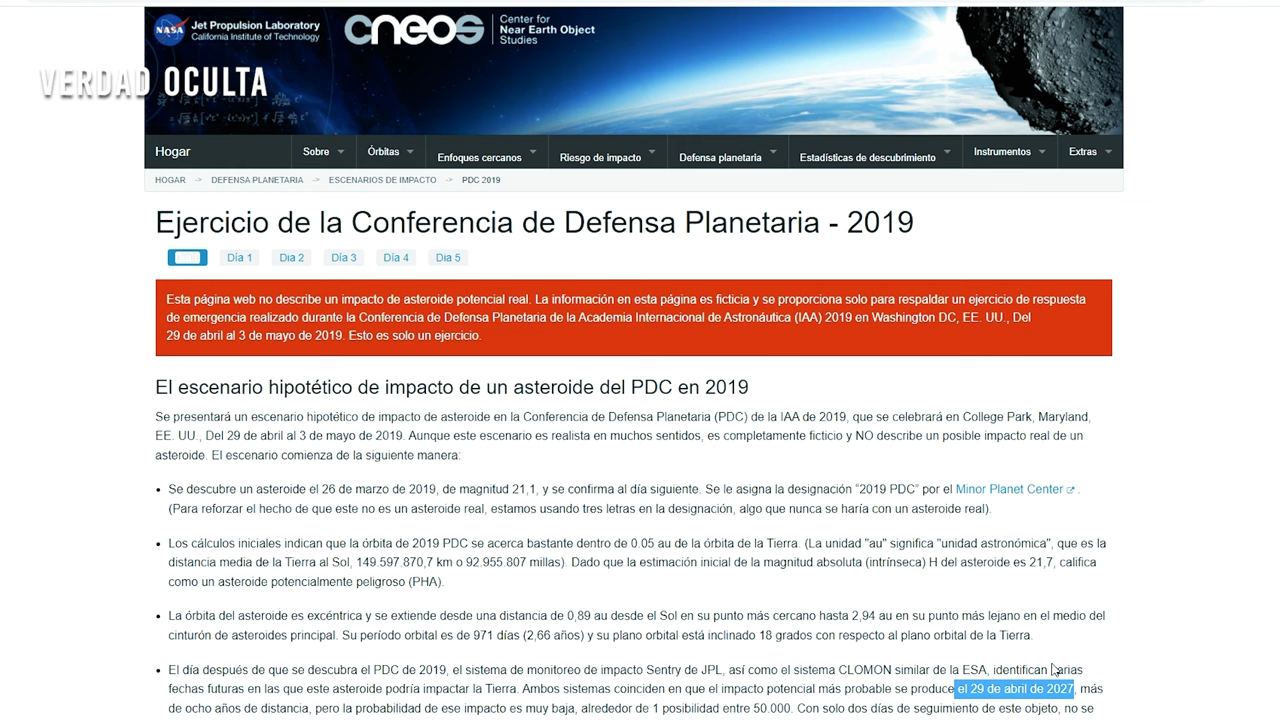 NASA
Jet Propulsion Laboratory
California Institute of Technology
cneos
Center for
Near Earth Object
Studies
VERDAD OCULTA
Hogar Sobre Órbitas Enfoques cercanos Riesgo de impacto Defensa planetaria Estadísticas de descubrimiento Instrumentos Extras
HOGAR -> DEFENSA PLANETARIA -> ESCENARIOS DE IMPACTO -> PDC 2019
Ejercicio de la Conferencia de Defensa Planetaria - 2019
Día 1 Dia 2 Día 3 Día 4 Dia 5
Esta página web no describe un impacto de asteroide potencial real. La información en esta página es ficticia y se proporciona solo para respaldar un ejercicio de respuesta
de emergencia realizado durante la Conferencia de Defensa Planetaria de la Academia Internacional de Astronáutica (IAA) 2019 en Washington DC, EE. UU., Del
29 de abril al 3 de mayo de 2019. Esto es solo un ejercicio.
El escenario hipotético de impacto de un asteroide del PDC en 2019
Se presentará un escenario hipotético de impacto de asteroide en la Conferencia de Defensa Planetaria (PDC) de la IAA de 2019, que se celebrará en College Park, Maryland,
EE. UU., Del 29 de abril al 3 de mayo de 2019. Aunque este escenario es realista en muchos sentidos, es completamente ficticio y NO describe un posible impacto real de un
asteroide. El escenario comienza de la siguiente manera:
• Se descubre un asteroide el 26 de marzo de 2019, de magnitud 21,1, y se confirma al día siguiente. Se le asigna la designación “2019 PDC” por el Minor Planet Center .
(Para reforzar el hecho de que este no es un asteroide real, estamos usando tres letras en la designación, algo que nunca se haría con un asteroide real).
• Los cálculos iniciales indican que la órbita de 2019 PDC se acerca bastante dentro de 0.05 au de la órbita de la Tierra. (La unidad "au" significa "unidad astronómica", que es la
distancia media de la Tierra al Sol, 149.597.870,7 km o 92.955.807 millas). Dado que la estimación inicial de la magnitud absoluta (intrínseca) H del asteroide es 21,7, califica
como un asteroide potencialmente peligroso (PHA).
• La órbita del asteroide es excéntrica y se extiende desde una distancia de 0,89 au desde el Sol en su punto más cercano hasta 2,94 au en su punto más lejano en el medio del
cinturón de asteroides principal. Su período orbital es de 971 días (2,66 años) y su plano orbital está inclinado 18 grados con respecto al plano orbital de la Tierra.
• El día después de que se descubra el PDC de 2019, el sistema de monitoreo de impacto Sentry de JPL, así como el sistema CLOMON similar de la ESA, identifican varias
fechas futuras en las que este asteroide podría impactar la Tierra. Ambos sistemas coinciden en que el impacto potencial más probable se produce el 29 de abril de 2027, más
de ocho años de distancia, pero la probabilidad de ese impacto es muy baja, alrededor de 1 posibilidad entre 50.000. Con solo dos días de seguimiento de este objeto, no se